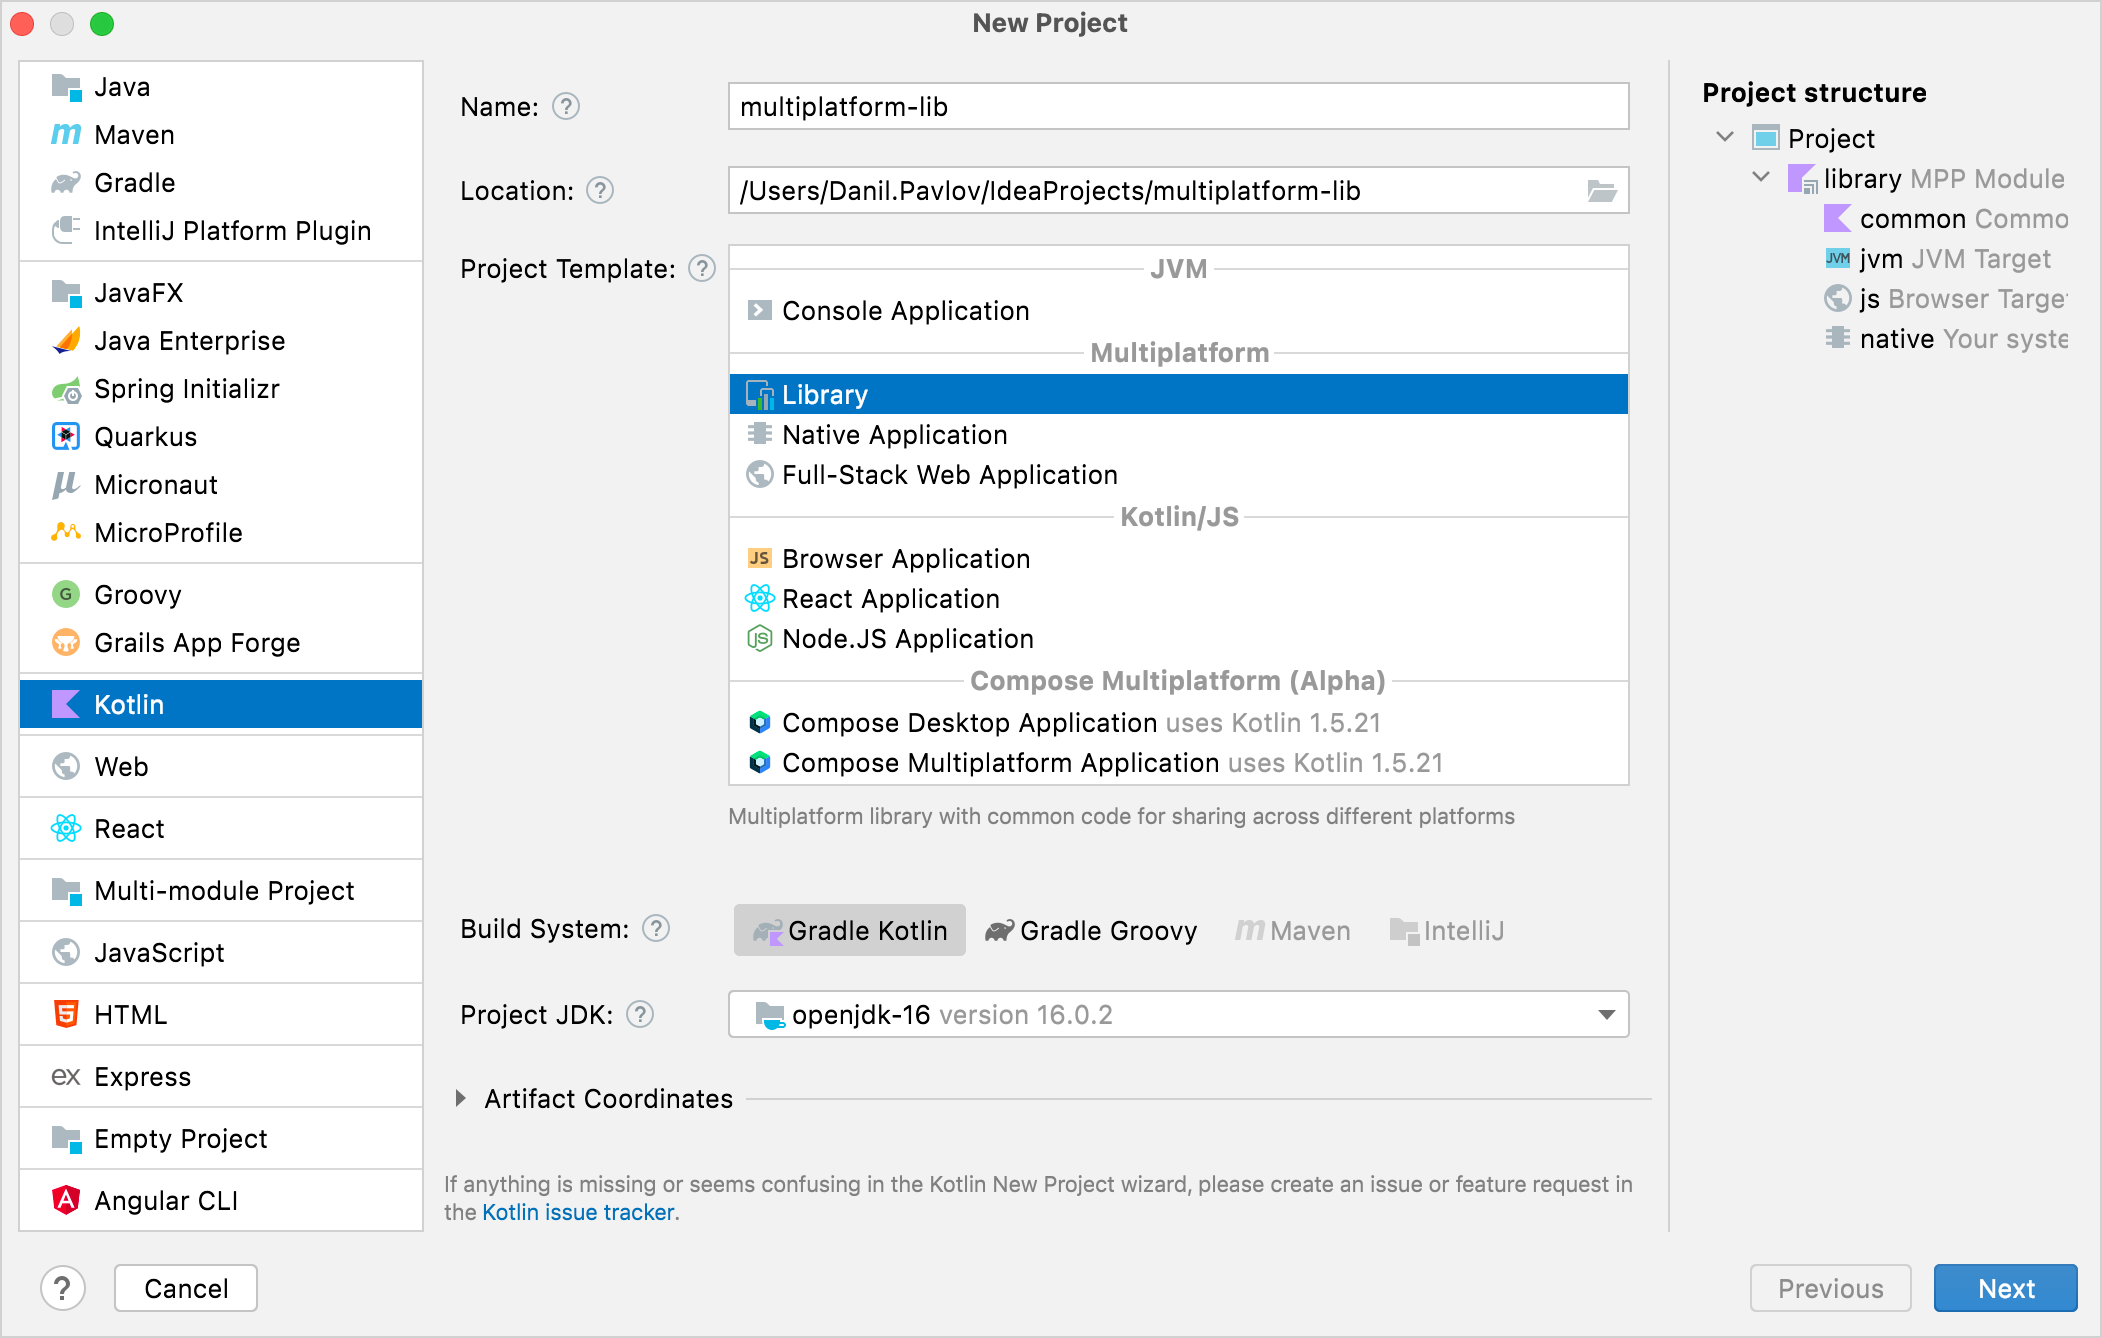 New Project
Java
Maven
Gradle
IntelliJ Platform Plugin
JavaFX
Java Enterprise
Spring Initializr
Quarkus
Micronaut
MicroProfile
G Groovy
Grails App Forge
Kotlin
Web
React
Multi-module Project
JavaScript
5 HTML
ex Express
Empty Project
Angular CLI
? Cancel
Name: ? multiplatform-lib
Location: ? /Users/Danil.Pavlov/IdeaProjects/multiplatform-lib
Project Template: ?
JVM
Console Application
Multiplatform
Library
Native Application
Full-Stack Web Application
Kotlin/JS
JS Browser Application
React Application
JS Node.JS Application
Compose Multiplatform (Alpha)
Compose Desktop Application uses Kotlin 1.5.21
Compose Multiplatform Application uses Kotlin 1.5.21
Multiplatform library with common code for sharing across different platforms
Build System: ? Gradle Kotlin Gradle Groovy Maven IntelliJ
Project JDK: ? openjdk-16 version 16.0.2
Artifact Coordinates
If anything is missing or seems confusing in the Kotlin New Project wizard, please create an issue or feature request in
the Kotlin issue tracker.
Project structure
Project
library MPP Module
common Commo
JVM jvm JVM Target
js Browser Targe
native Your syste
Previous Next